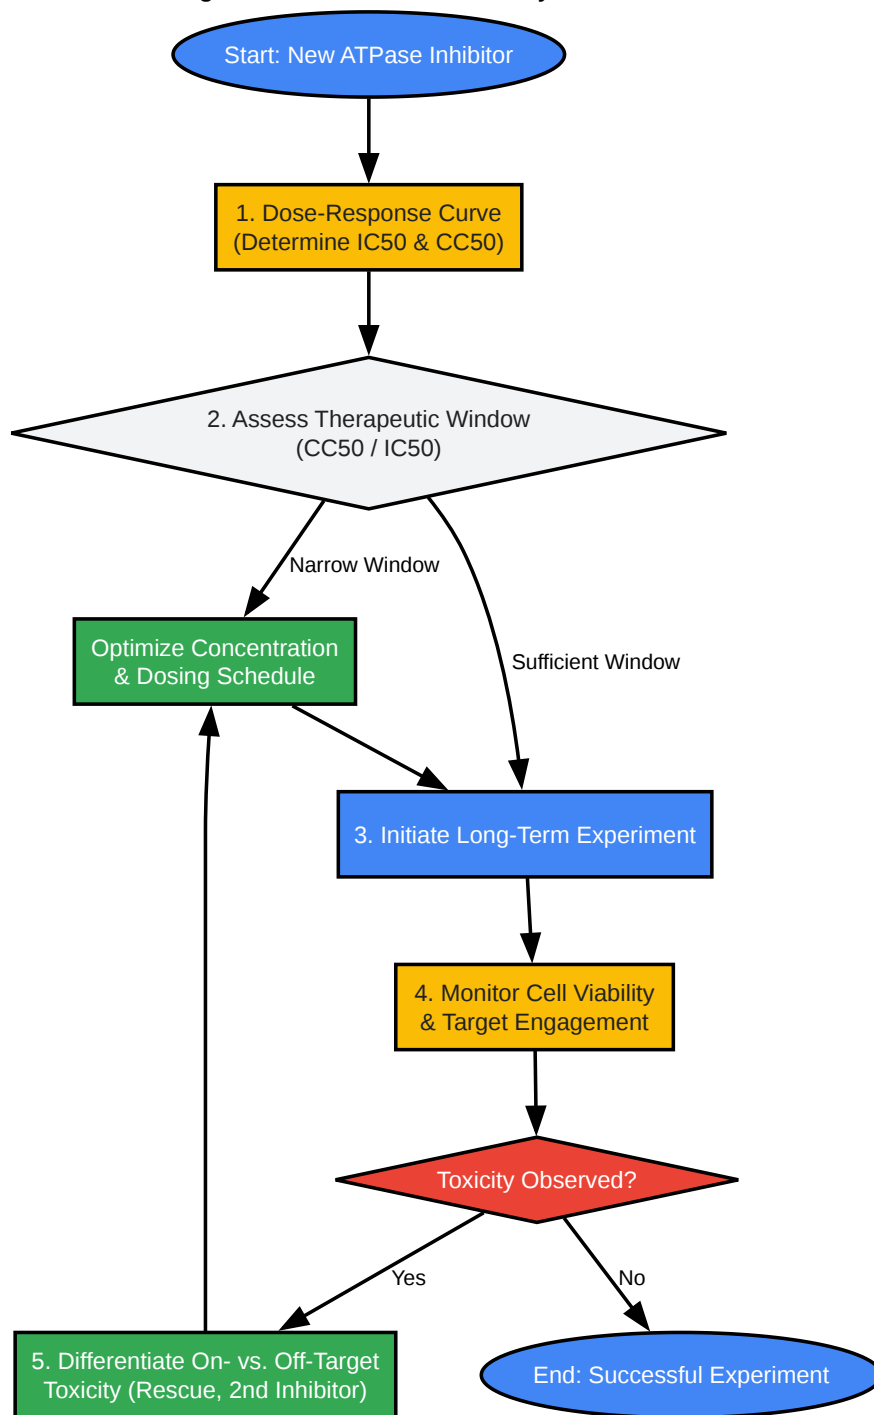 Start: New ATPase Inhibitor
1. Dose-Response Curve
(Determine IC50 & CC50)
2. Assess Therapeutic Window
(CC50 / IC50)
Narrow Window
Optimize Concentration
& Dosing Schedule
Sufficient Window
3. Initiate Long-Term Experiment
4. Monitor Cell Viability
& Target Engagement
Toxicity Observed?
Yes
No
5. Differentiate On- vs. Off-Target
Toxicity (Rescue, 2nd Inhibitor)
End: Successful Experiment